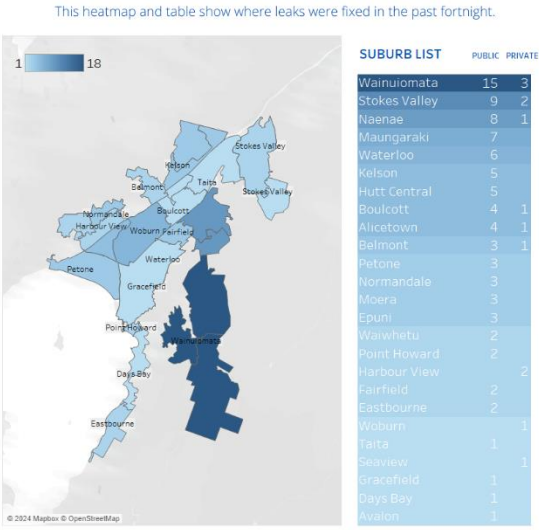 This heatmap and table show where leaks were fixed in the past fortnight.
1 18
Stokes Valley
Kelson
Taita
Belmont
Stokes Valley
Normandale
Boulcott
Harbour View
Woburn Fairfield
Waterloo
Petone
Gracefield
Point Howard
Wainuiomata
Days Bay
Eastbourne
© 2024 Mapbox © OpenStreetMap
SUBURB LIST PUBLIC PRIVATE
Wainuiomata 15 3
Stokes Valley 9 2
Naenae 8 1
Maungaraki 7
Waterloo 6
Kelson 5
Hutt Central 5
Boulcott 4 1
Alicetown 4 1
Belmont 3 1
Petone 3
Normandale 3
Moera 3
Epuni 3
Waiwhetu 2
Point Howard 2
Harbour View 2
Fairfield 2
Eastbourne 2
Woburn 1
Taita 1
Seaview 1
Gracefield 1
Days Bay 1
Avalon 1